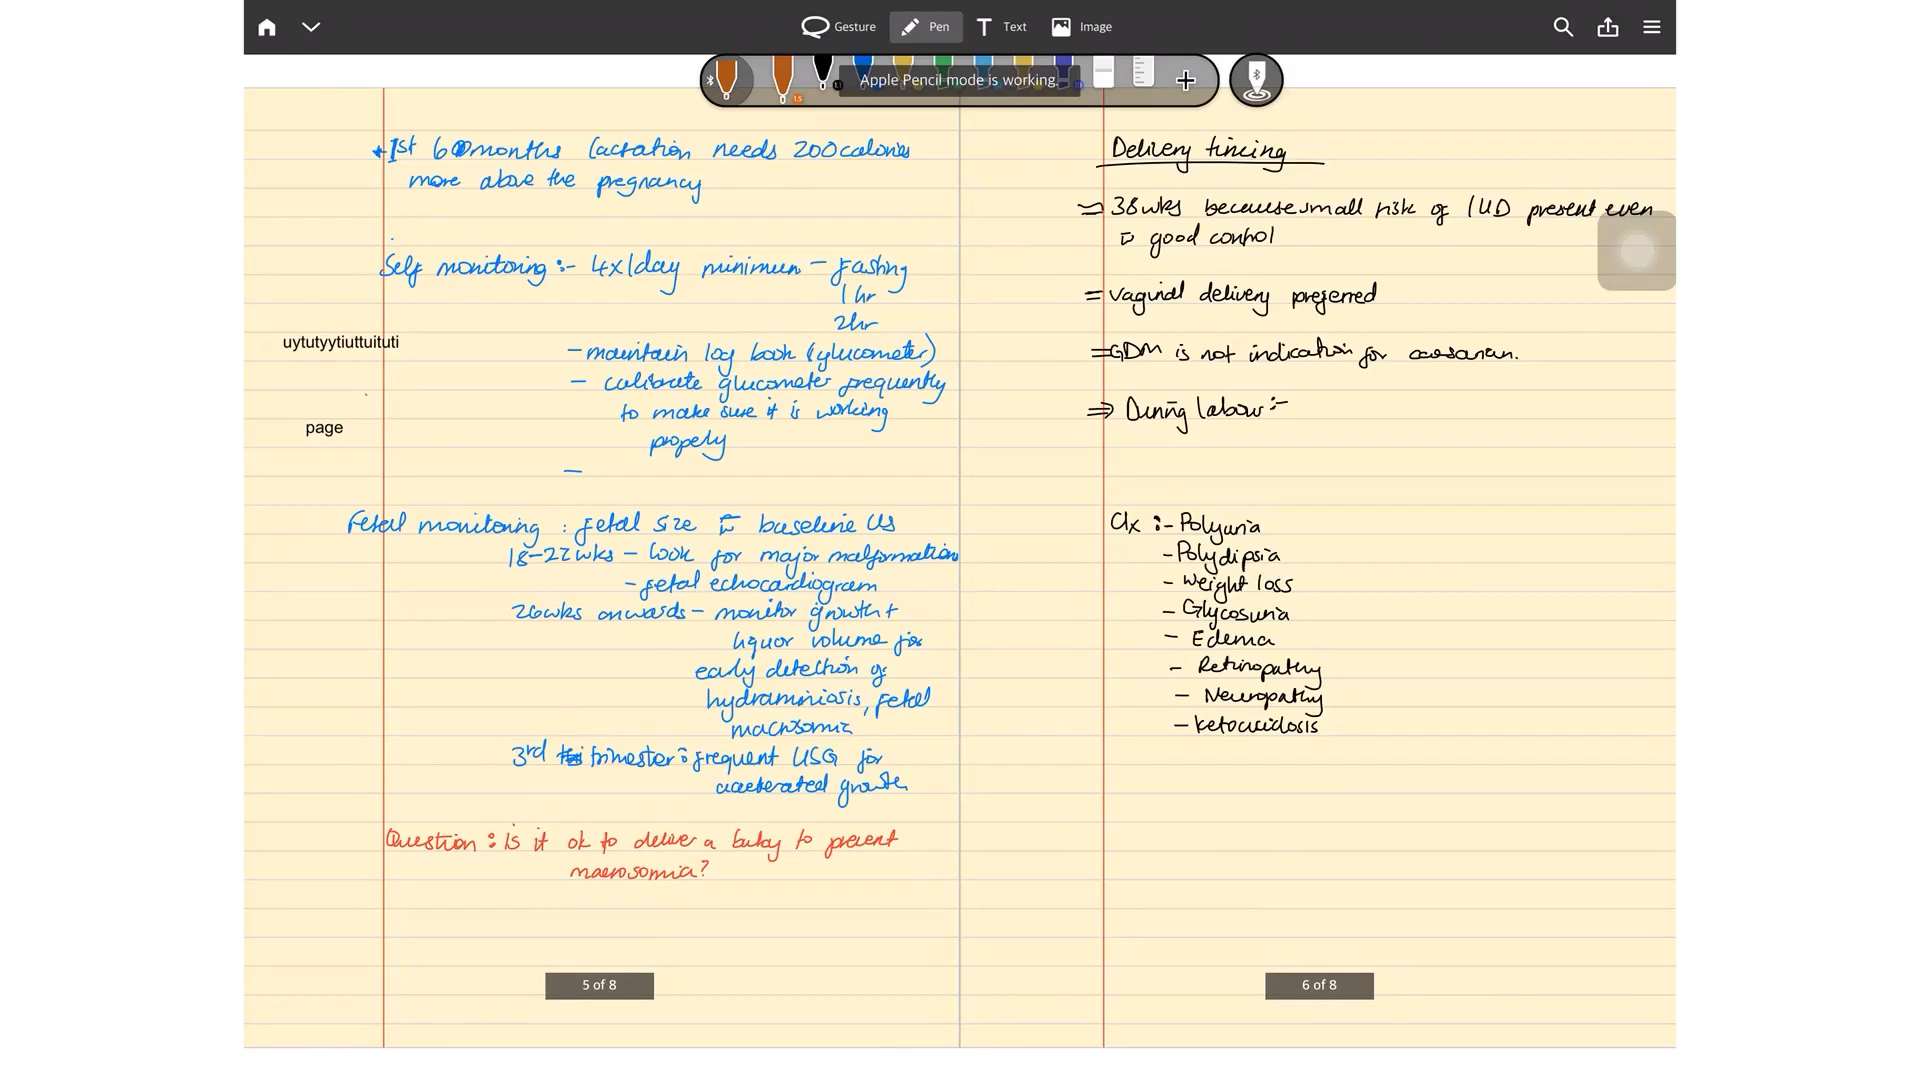 Gesture
Pen
Text
Image
Apple Pencil mode is working.
1st 6 months lactation needs 200 calories
more above the pregnancy
Self monitoring :- 4x/day minimum - fasting
1 hr
2hr
- maintain log book (glucometer)
- calibrate glucometer frequently
to make sure it is working
properly
-
uytutyytiuttuituti
page
Fetal monitoring : fetal size c̄ baseline US
18-22 wks - look for major malformation
- fetal echocardiogram
26wks onwards - monitor growth +
liquor volume for
early detection of
hydramniosis, fetal
macrosomia
3rd trimester : frequent USG for
accelerated growth
Question : Is it ok to deliver a baby to prevent
macrosomia?
5 of 8
Delivery timing
= 38 wks because small risk of IUD present even
c̄ good control
= vaginal delivery preferred
= GDM is not indication for
⇒ During labour :-
C/x :- Polyuria
- Polydipsia
- weight loss
- Glycosuria
- Edema
- Retinopathy
- Neuropathy
- ketoacidosis
6 of 8